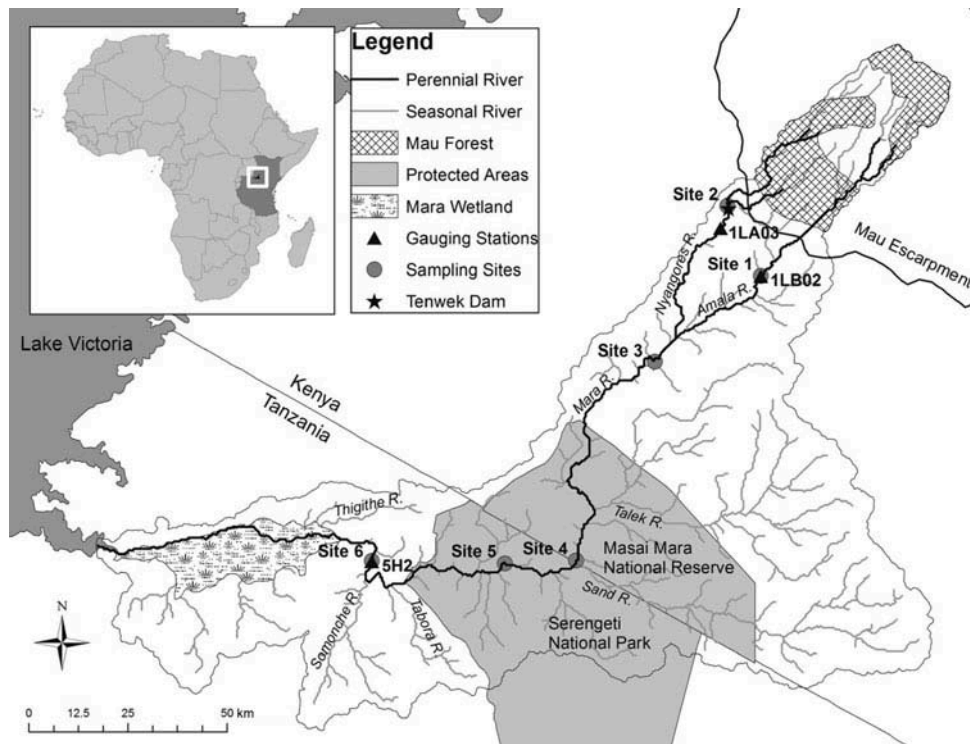 Legend
Perennial River
Seasonal River
Mau Forest
Protected Areas
Mara Wetland
Gauging Stations
Sampling Sites
Tenwek Dam
Site 2
1LA03
Nyangores R.
Site 1
1LB02
Amala R.
Mau Escarpment
Lake Victoria
Site 3
Kenya
Tanzania
Mara R.
Thigithe R.
Talek R.
Site 6
5H2
Site 5
Site 4
Masai Mara
National Reserve
Sand R.
Somonche R.
Tabora R.
Serengeti
National Park
N
0 12.5 25 50 km